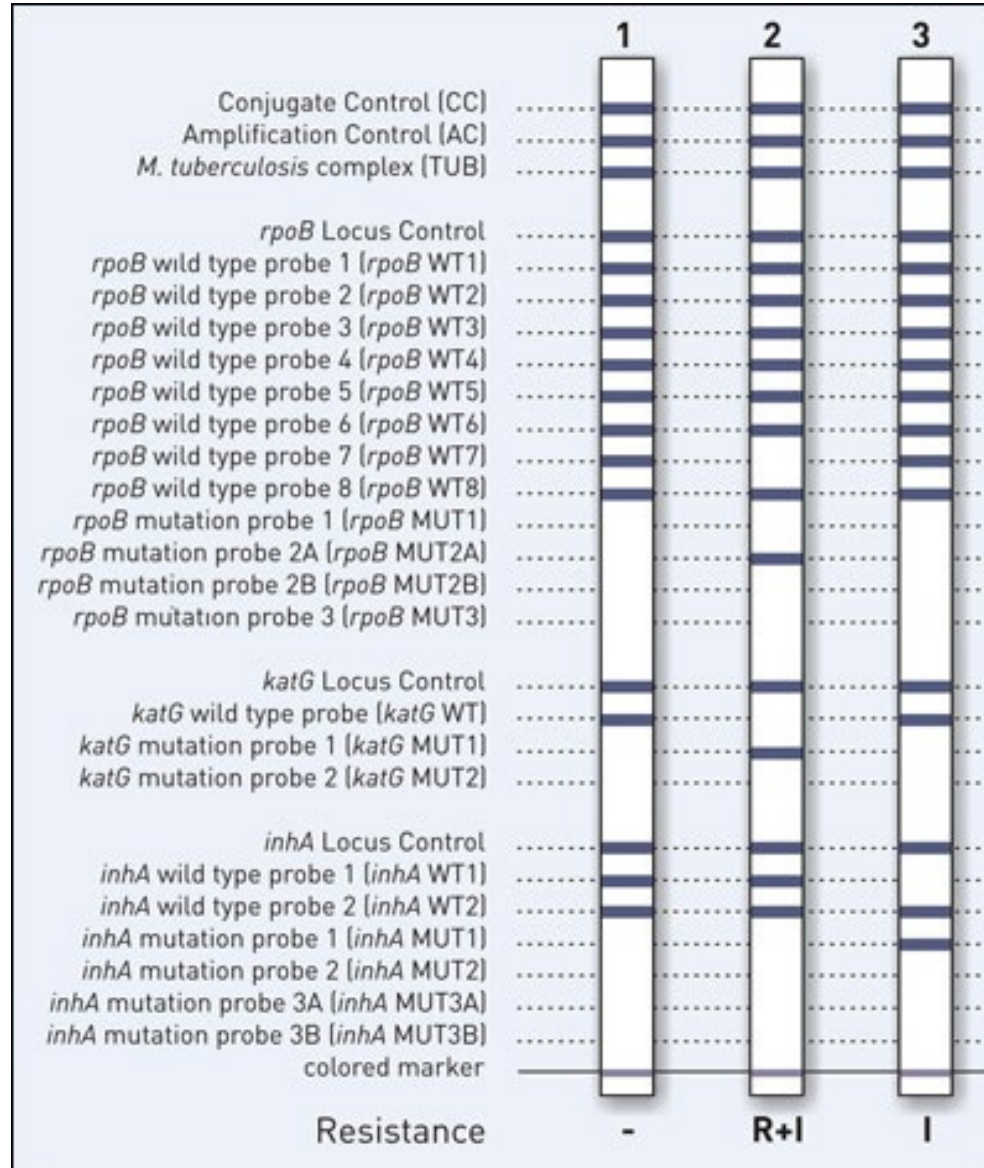 1 2 3
Conjugate Control (CC)
Amplification Control (AC)
M. tuberculosis complex (TUB)
rpoB Locus Control
rpoB wild type probe 1 (rpoB WT1)
rpoB wild type probe 2 (rpoB WT2)
rpoB wild type probe 3 (rpoB WT3)
rpoB wild type probe 4 (rpoB WT4)
rpoB wild type probe 5 (rpoB WT5)
rpoB wild type probe 6 (rpoB WT6)
rpoB wild type probe 7 (rpoB WT7)
rpoB wild type probe 8 (rpoB WT8)
rpoB mutation probe 1 (rpoB MUT1)
rpoB mutation probe 2A (rpoB MUT2A)
rpoB mutation probe 2B (rpoB MUT2B)
rpoB mutation probe 3 (rpoB MUT3)
katG Locus Control
katG wild type probe (katG WT)
katG mutation probe 1 (katG MUT1)
katG mutation probe 2 (katG MUT2)
inhA Locus Control
inhA wild type probe 1 (inhA WT1)
inhA wild type probe 2 (inhA WT2)
inhA mutation probe 1 (inhA MUT1)
inhA mutation probe 2 (inhA MUT2)
inhA mutation probe 3A (inhA MUT3A)
inhA mutation probe 3B (inhA MUT3B)
colored marker
Resistance - R+I I